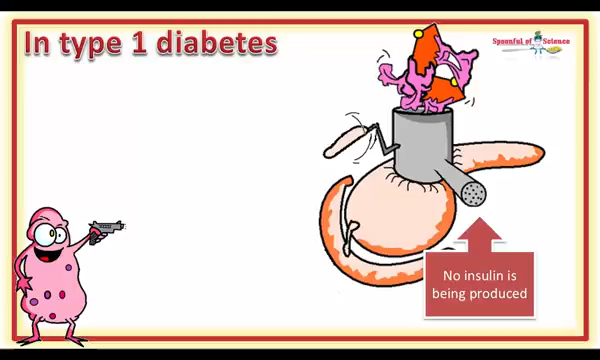 In type 1 diabetes
Spoonful of Science
No insulin is
being produced